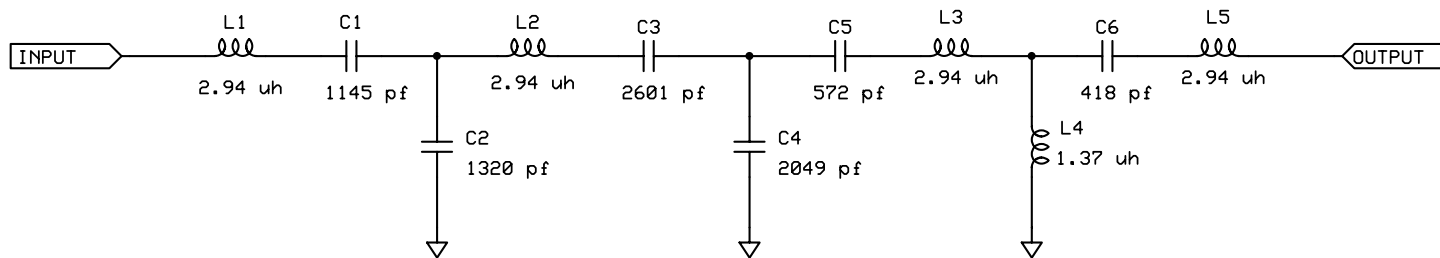 INPUT
L1
2.94 uh
C1
1145 pf
C2
1320 pf
L2
2.94 uh
C3
2601 pf
C4
2049 pf
C5
572 pf
L3
2.94 uh
L4
1.37 uh
C6
418 pf
L5
2.94 uh
OUTPUT